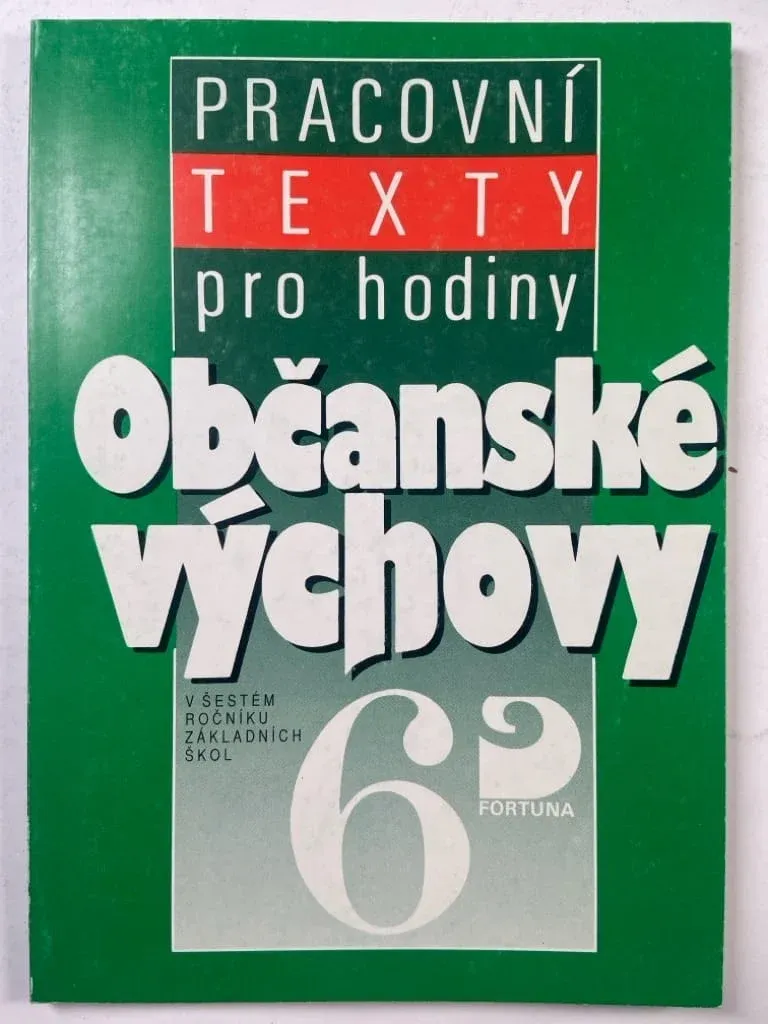 PRACOVNÍ
TEXTY
pro hodiny
Občanské
výchovy
V ŠESTÉM
ROČNÍKU
ZÁKLADNÍCH
ŠKOL
6
FORTUNA